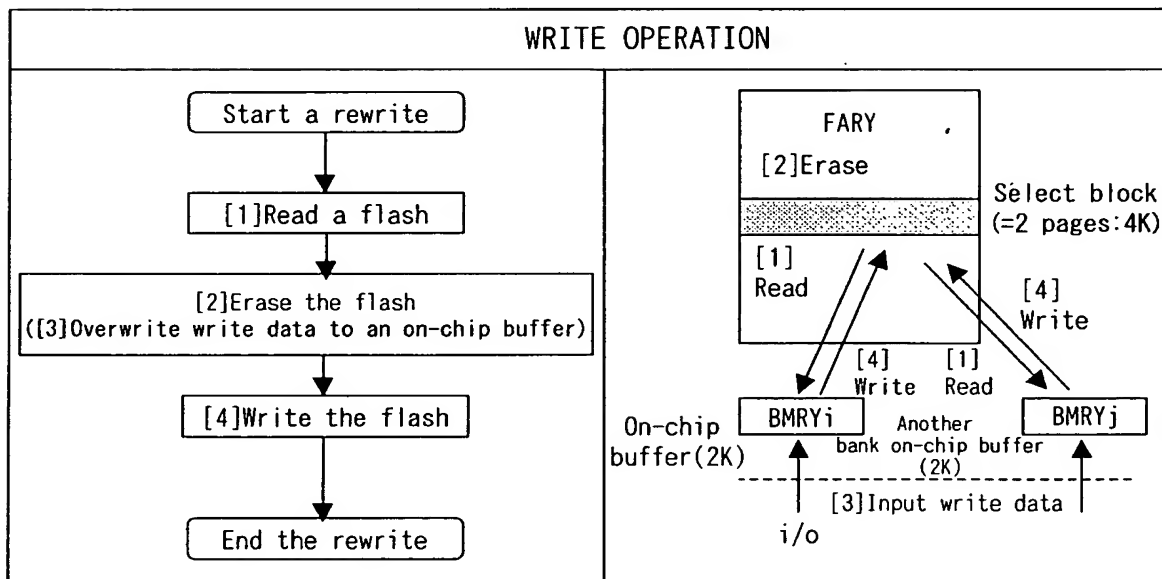 WRITE OPERATION
Start a rewrite
[1]Read a flash
[2]Erase the flash
([3]Overwrite write data to an on-chip buffer)
[4]Write the flash
End the rewrite
FARY
[2]Erase
Select block
(=2 pages:4K)
[1]
Read
[4]
Write
[4]
Write
[1]
Read
On-chip
buffer(2K)
BMRYi
Another
bank on-chip buffer
(2K)
BMRYj
[3]Input write data
i/o